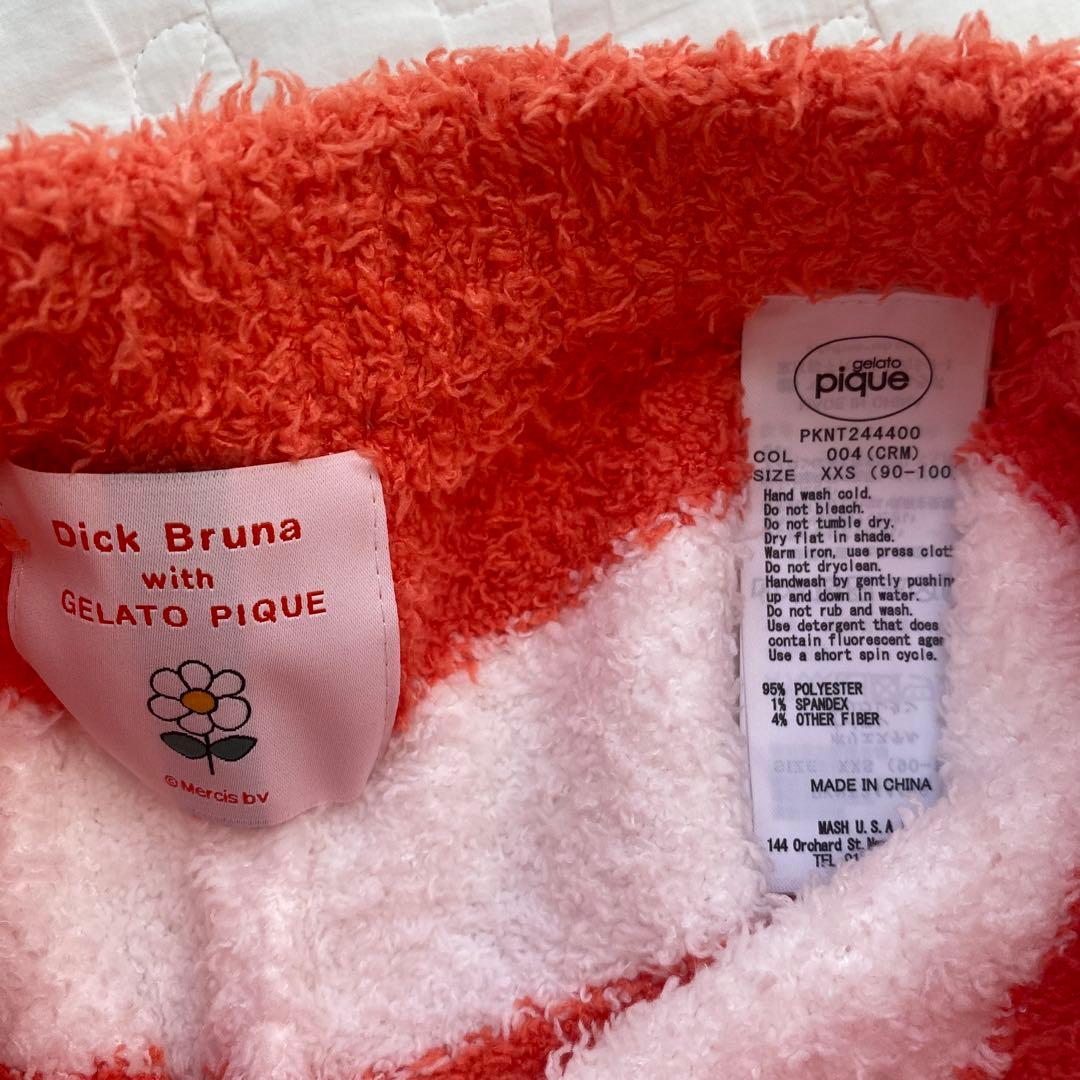 Dick Bruna
with
GELATO PIQUE
© Mercis bv
gelato
pique
PKNT244400
COL 004(CRM)
SIZE XXS (90-100
Hand wash cold.
Do not bleach.
Do not tumble dry.
Dry flat in shade.
Warm iron, use press clot
Do not dryclean.
Handwash by gently pushin
up and down in water.
Do not rub and wash.
Use detergent that does
contain fluorescent agen
Use a short spin cycle.
95% POLYESTER
1% SPANDEX
4% OTHER FIBER
MADE IN CHINA
MASH U.S.A
144 Orchard St.
TEL